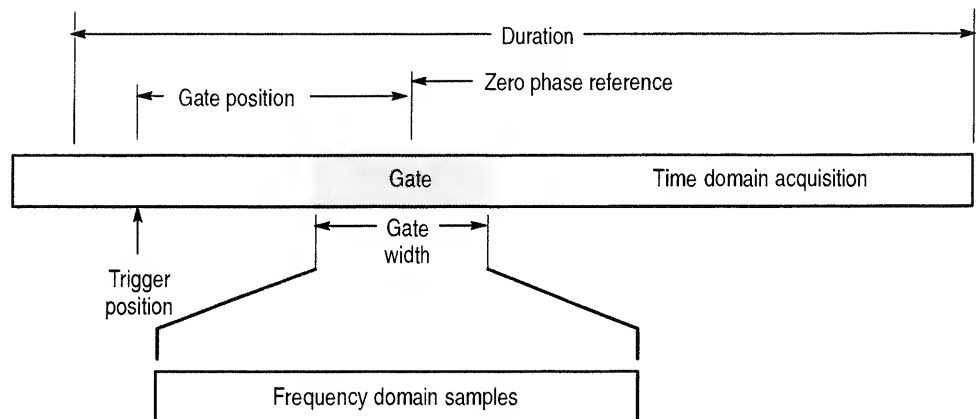 Duration
Zero phase reference
Gate position
Gate
Time domain acquisition
Gate
width
Trigger
position
Frequency domain samples